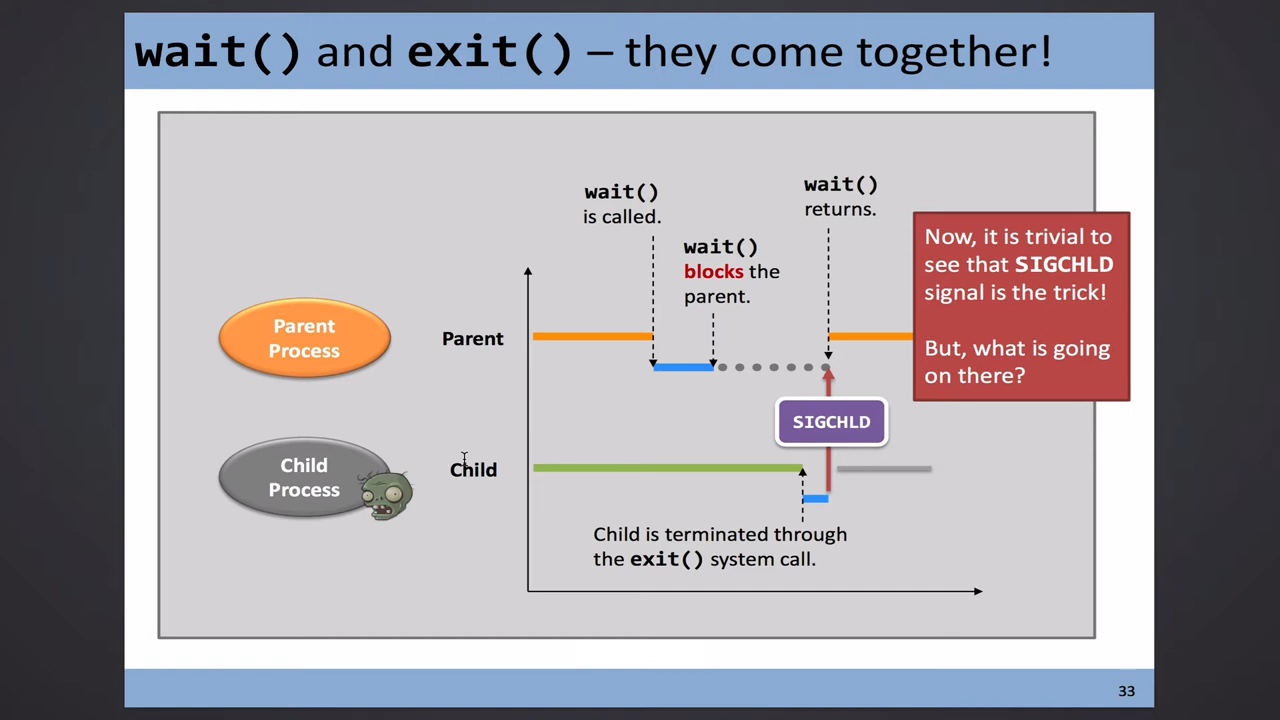 wait() and exit() – they come together!
wait()
is called.
wait()
returns.
wait()
blocks the
parent.
Now, it is trivial to
see that SIGCHLD
signal is the trick!
But, what is going
on there?
Parent
Process
Parent
SIGCHLD
Child
Process
Child
Child is terminated through
the exit() system call.
33